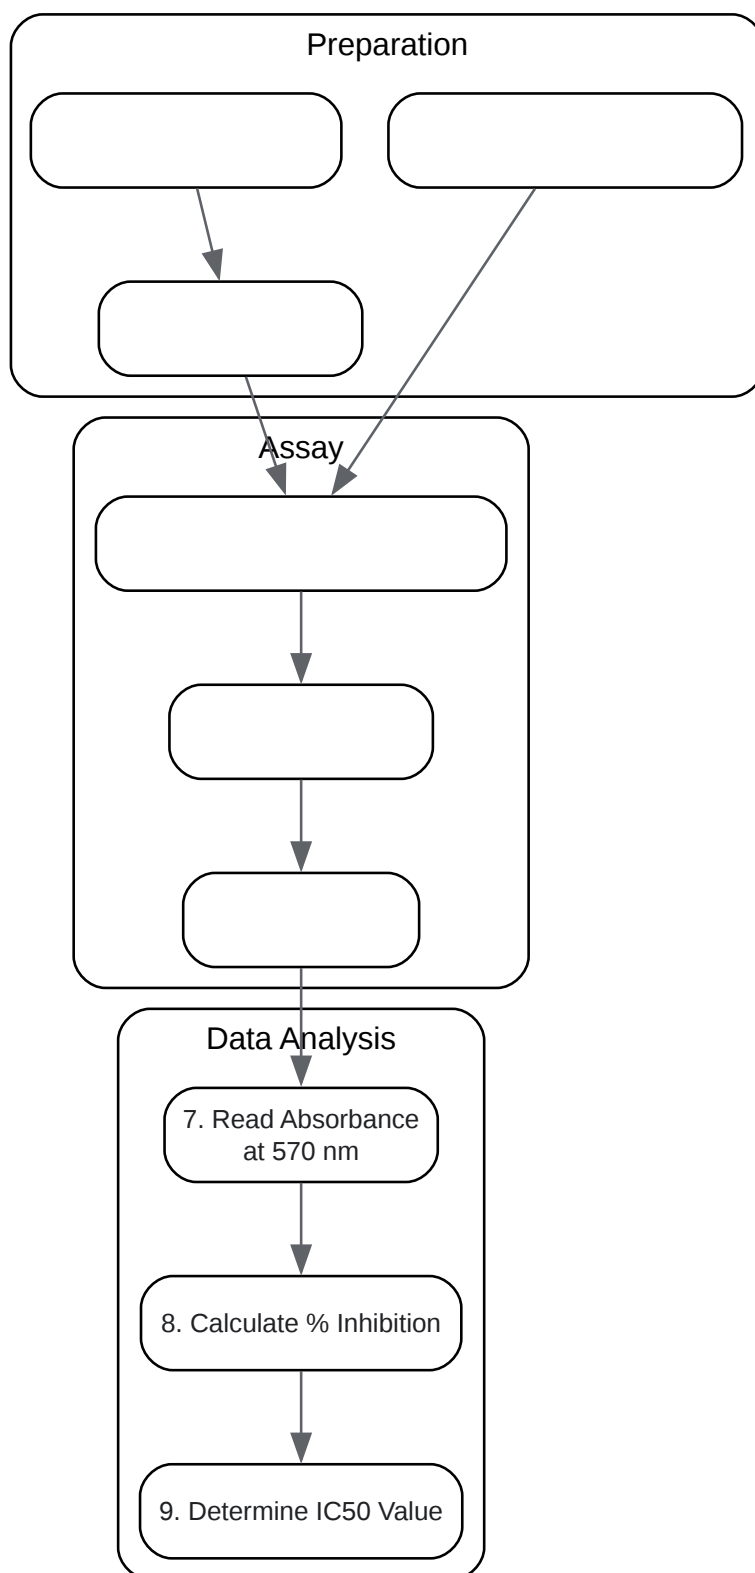 Preparation
Assay
Data Analysis
7. Read Absorbance
at 570 nm
8. Calculate % Inhibition
9. Determine IC50 Value